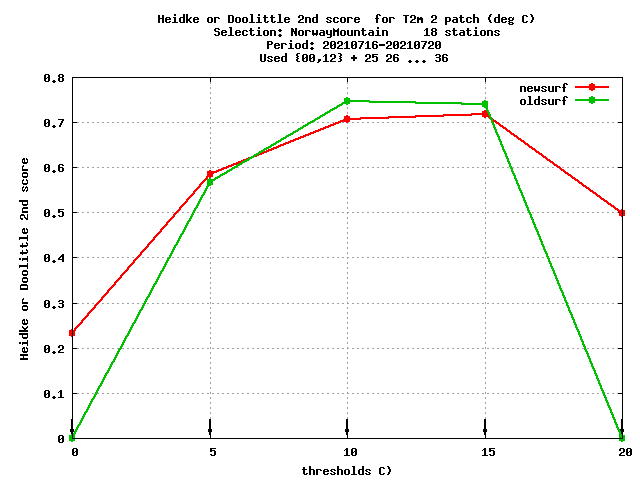 Heidke or Doolittle 2nd score  for T2m 2 patch (deg C)
Selection: NorwayMountain     18 stations
Period: 20210716-20210720
Used {00,12} + 25 26 ... 36
newsurf
oldsurf
Heidke or Doolittle 2nd score
0.8
0.7
0.6
0.5
0.4
0.3
0.2
0.1
0
0 5 10 15 20
thresholds C)